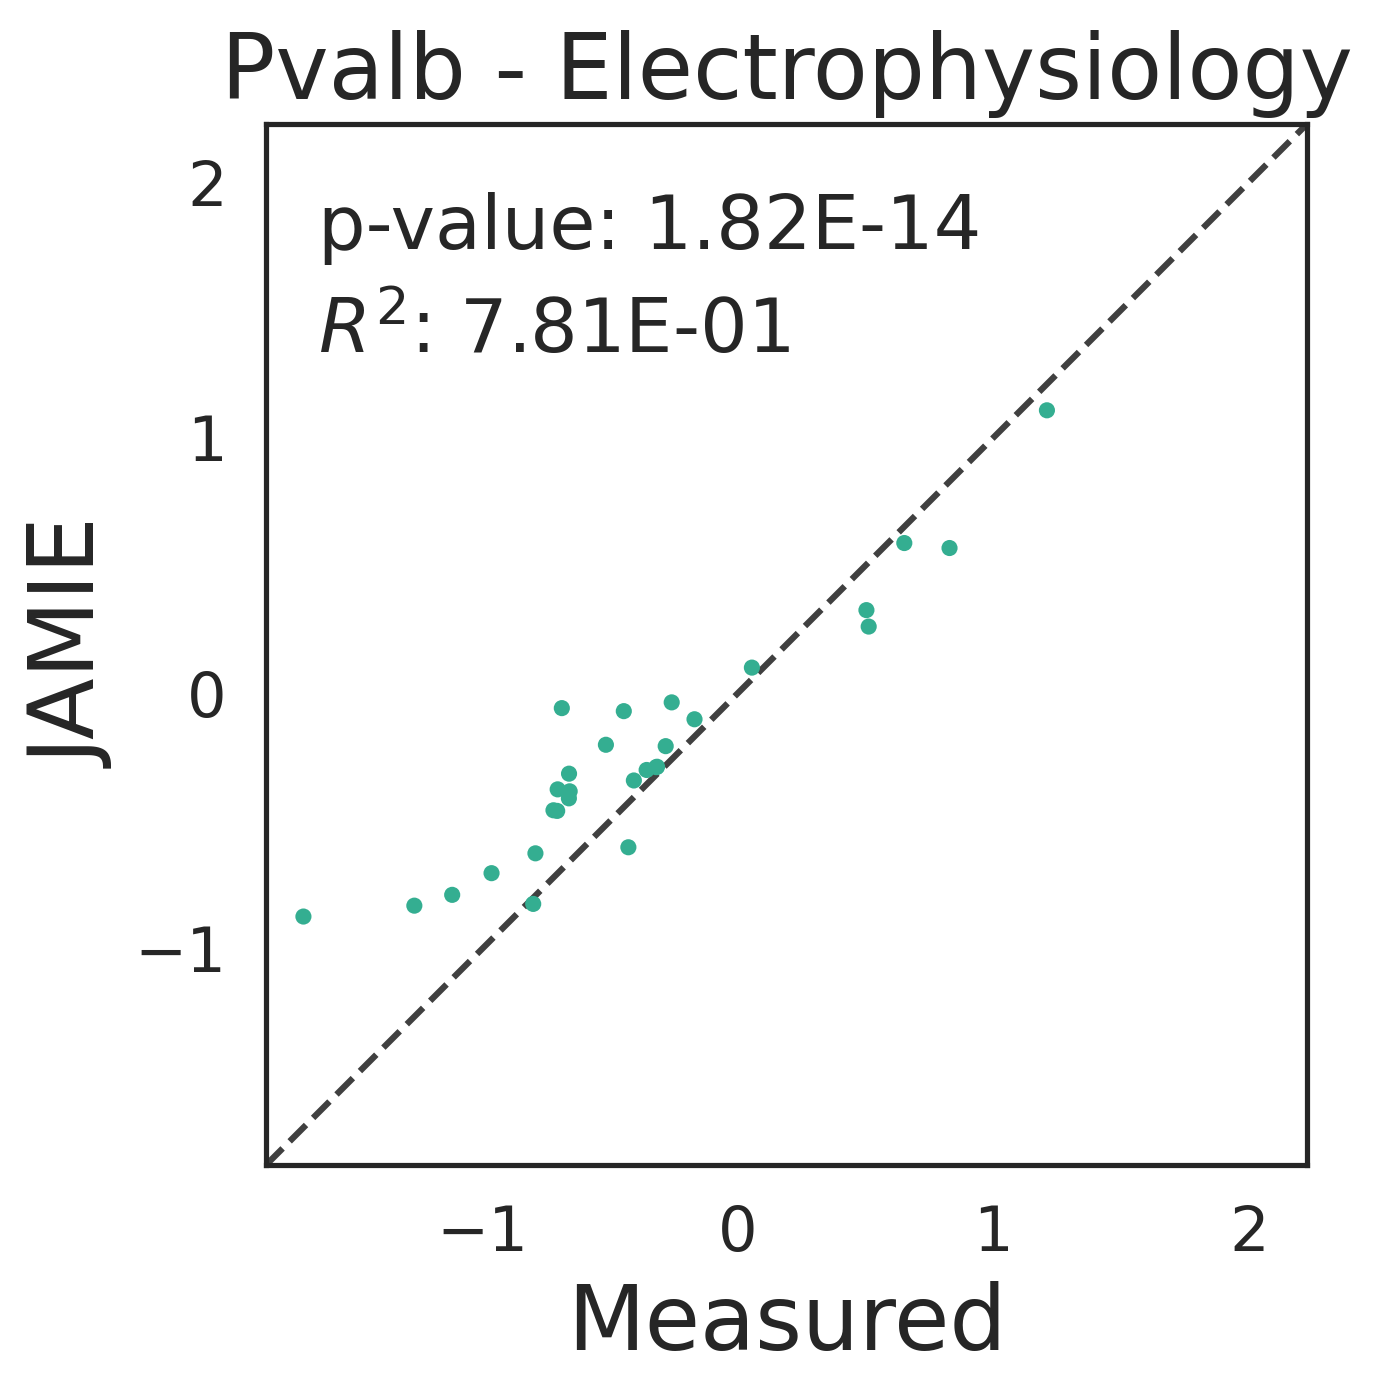 Pvalb - Electrophysiology
p-value: 1.82E-14
R²: 7.81E-01
2
1
0
−1
JAMIE
−1 0 1 2
Measured